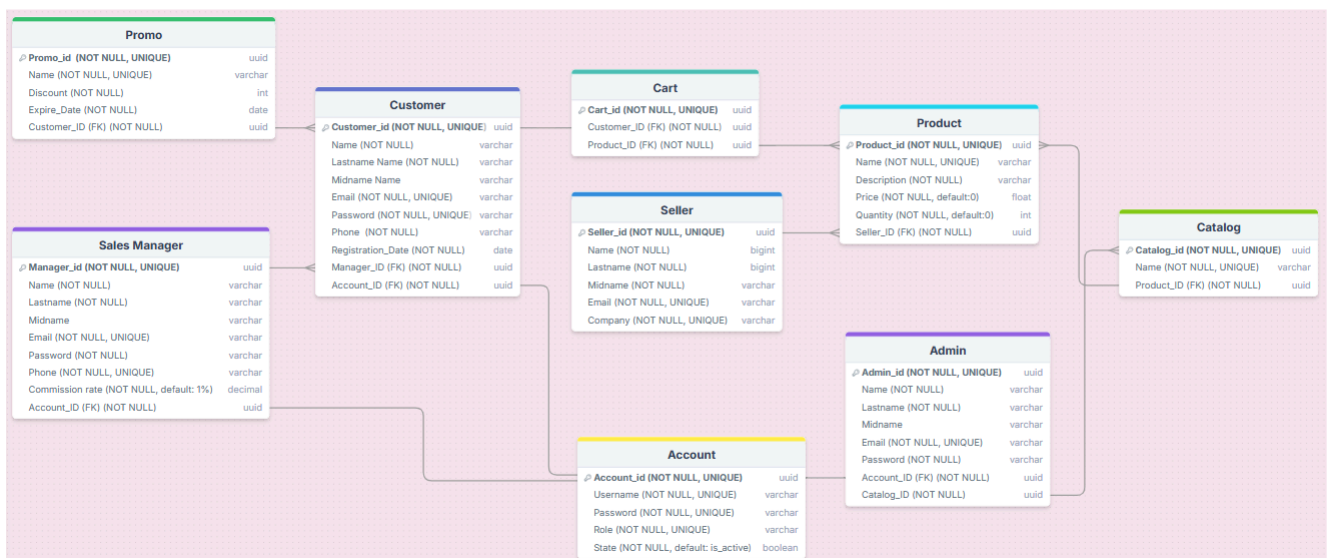 Promo
Promo_id (NOT NULL, UNIQUE) uuid
Name (NOT NULL, UNIQUE) varchar
Discount (NOT NULL) int
Expire_Date (NOT NULL) date
Customer_ID (FK) (NOT NULL) uuid
Customer
Customer_id (NOT NULL, UNIQUE) uuid
Name (NOT NULL) varchar
Lastname Name (NOT NULL) varchar
Midname Name varchar
Email (NOT NULL, UNIQUE) varchar
Password (NOT NULL, UNIQUE) varchar
Phone (NOT NULL) varchar
Registration_Date (NOT NULL) date
Manager_ID (FK) (NOT NULL) uuid
Account_ID (FK) (NOT NULL) uuid
Cart
Cart_id (NOT NULL, UNIQUE) uuid
Customer_ID (FK) (NOT NULL) uuid
Product_ID (FK) (NOT NULL) uuid
Product
Product_id (NOT NULL, UNIQUE) uuid
Name (NOT NULL, UNIQUE) varchar
Description (NOT NULL) varchar
Price (NOT NULL, default:0) float
Quantity (NOT NULL, default:0) int
Seller_ID (FK) (NOT NULL) uuid
Seller
Seller_id (NOT NULL, UNIQUE) uuid
Name (NOT NULL) bigint
Lastname (NOT NULL) bigint
Midname (NOT NULL) varchar
Email (NOT NULL, UNIQUE) varchar
Company (NOT NULL, UNIQUE) varchar
Catalog
Catalog_id (NOT NULL, UNIQUE) uuid
Name (NOT NULL, UNIQUE) varchar
Product_ID (FK) (NOT NULL) uuid
Sales Manager
Manager_id (NOT NULL, UNIQUE) uuid
Name (NOT NULL) varchar
Lastname (NOT NULL) varchar
Midname varchar
Email (NOT NULL, UNIQUE) varchar
Password (NOT NULL) varchar
Phone (NOT NULL, UNIQUE) varchar
Commission rate (NOT NULL, default: 1%) decimal
Account_ID (FK) (NOT NULL) uuid
Admin
Admin_id (NOT NULL, UNIQUE) uuid
Name (NOT NULL) varchar
Lastname (NOT NULL) varchar
Midname varchar
Email (NOT NULL, UNIQUE) varchar
Password (NOT NULL) varchar
Account_ID (FK) (NOT NULL) uuid
Catalog_ID (NOT NULL) uuid
Account
Account_id (NOT NULL, UNIQUE) uuid
Username (NOT NULL, UNIQUE) varchar
Password (NOT NULL, UNIQUE) varchar
Role (NOT NULL, UNIQUE) varchar
State (NOT NULL, default: is_active) boolean